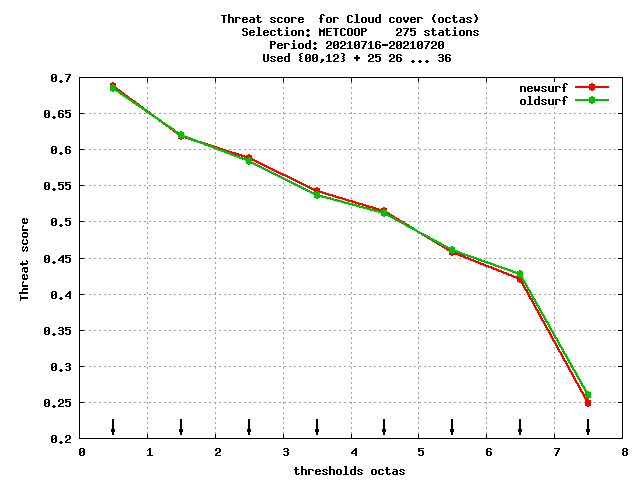 Threat score  for Cloud cover (octas)
Selection: METCOOP    275 stations
Period: 20210716-20210720
Used {00,12} + 25 26 ... 36
newsurf
oldsurf
Threat score
0.7
0.65
0.6
0.55
0.5
0.45
0.4
0.35
0.3
0.25
0.2
0 1 2 3 4 5 6 7 8
thresholds octas